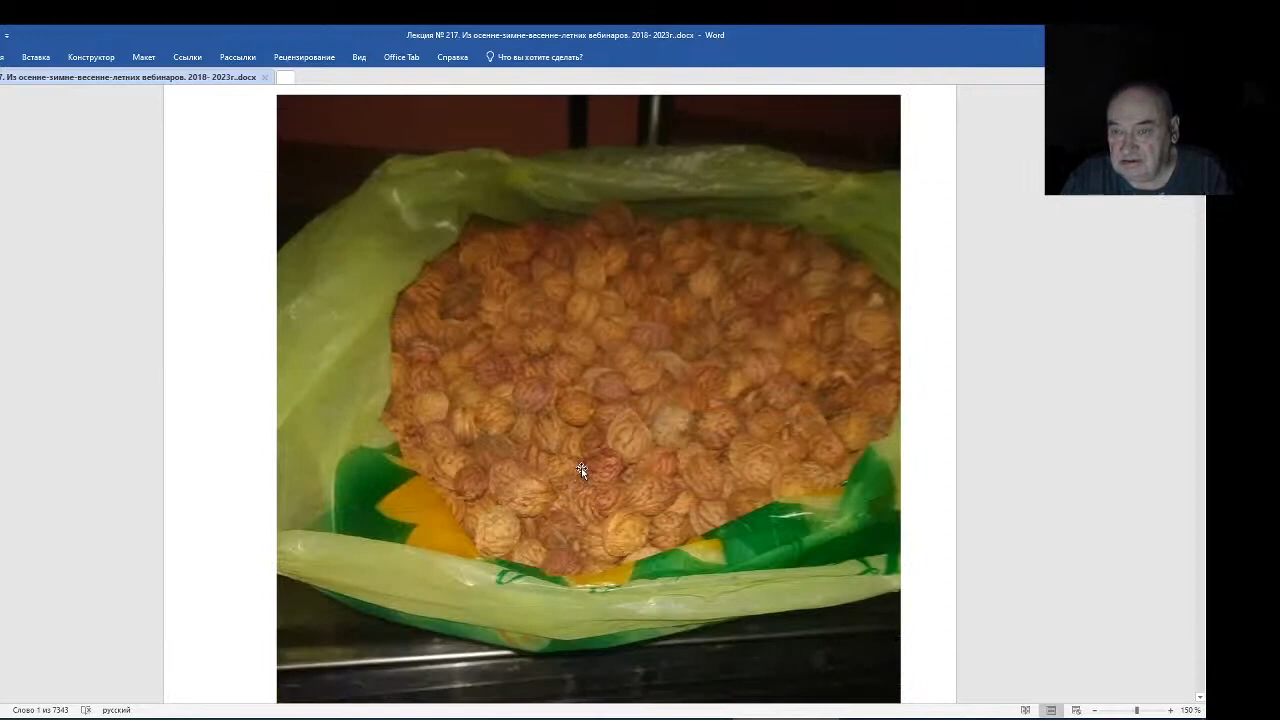 Лекция № 217. Из осенне-зимне-весенне-летних вебинаров. 2018- 2023г..docx - Word
Вставка Конструктор Макет Ссылки Рассылки Рецензирование Вид Office Tab Справка Что вы хотите сделать?
7. Из осенне-зимне-весенне-летних вебинаров. 2018- 2023г..docx
Слово 1 из 7343 русский 150 %